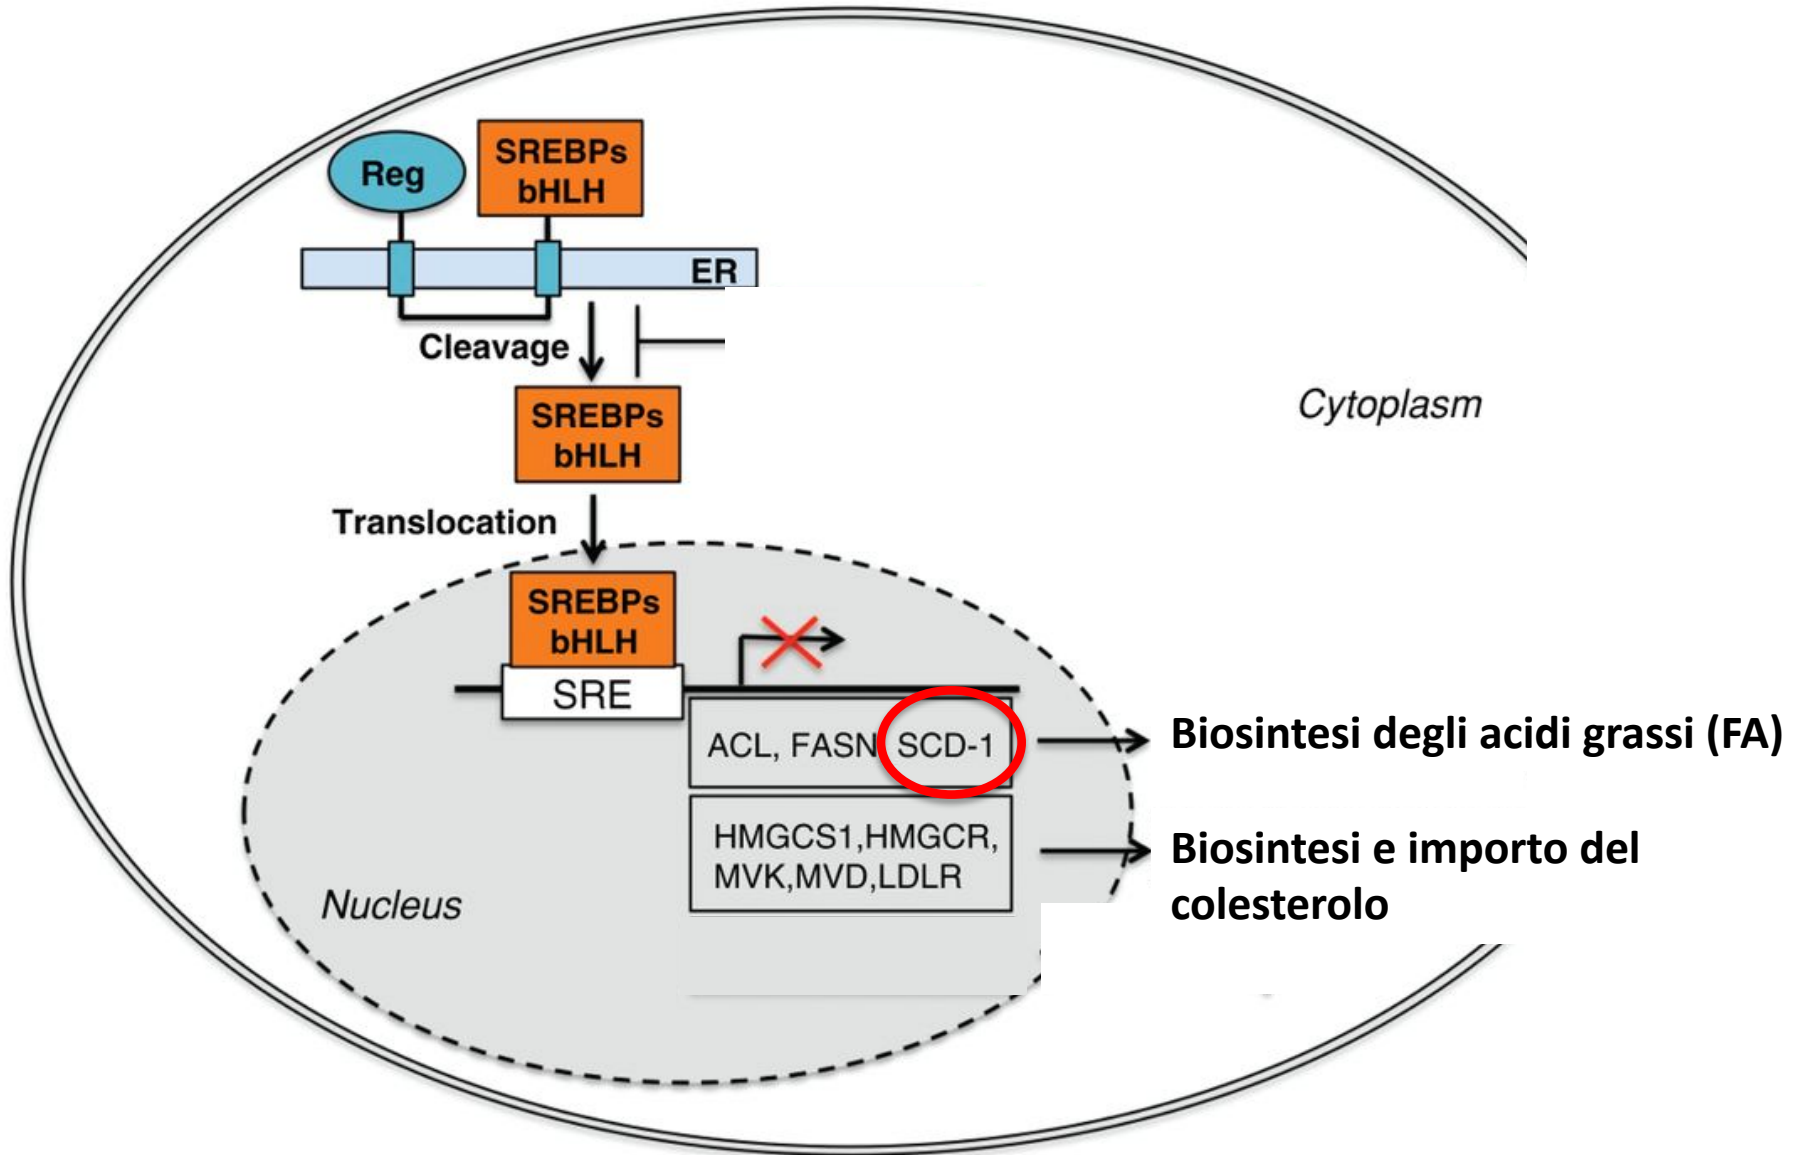 Reg
SREBPs
bHLH
ER
Cleavage
SREBPs
bHLH
Cytoplasm
Translocation
SREBPs
bHLH
SRE
ACL, FASN SCD-1
Biosintesi degli acidi grassi (FA)
HMGCS1,HMGCR,
MVK,MVD,LDLR
Biosintesi e importo del
colesterolo
Nucleus